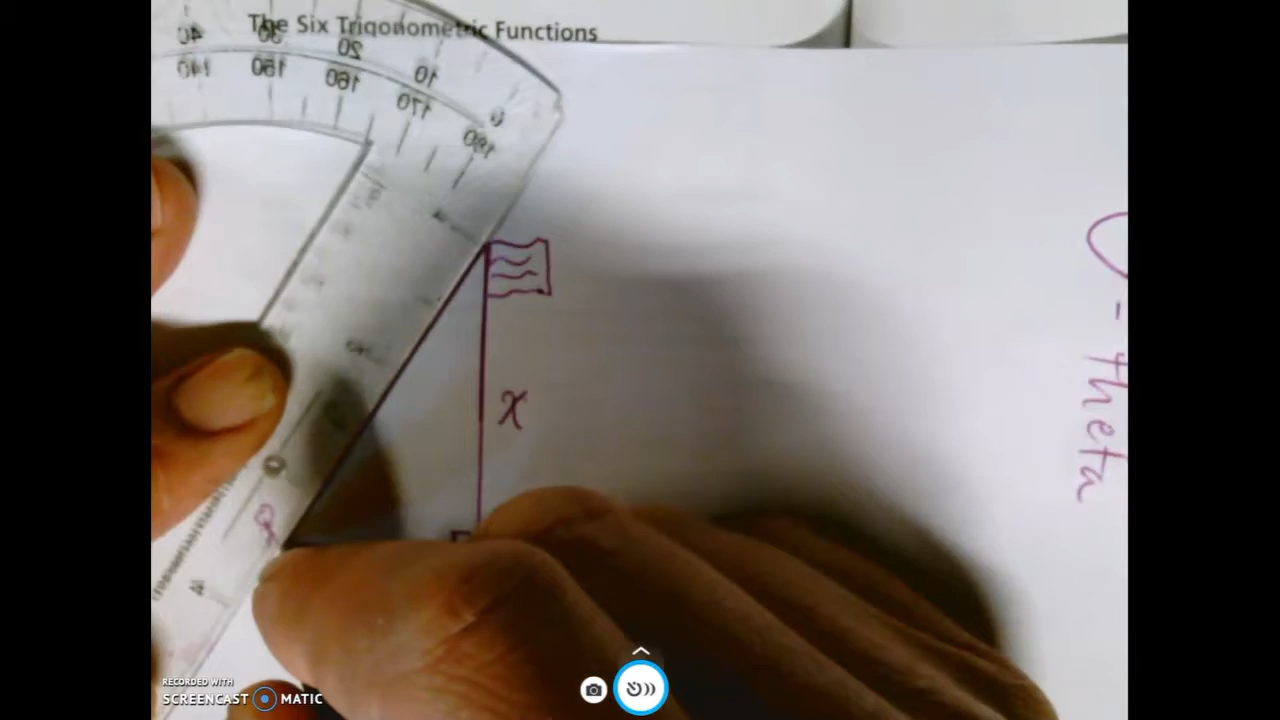 The Six Trigonometric Functions
40 30 20 10 0
140 150 160 170 180
x
θ - theta
RECORDED WITH
SCREENCAST MATIC